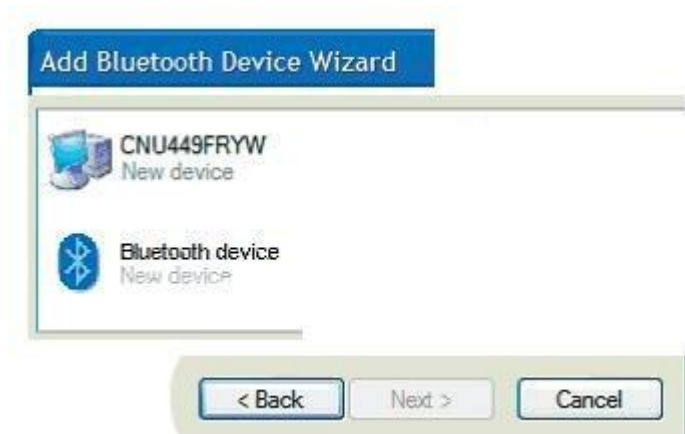 Add Bluetooth Device Wizard
CNU449FRYW
New device
Bluetooth device
New device
< Back Next > Cancel